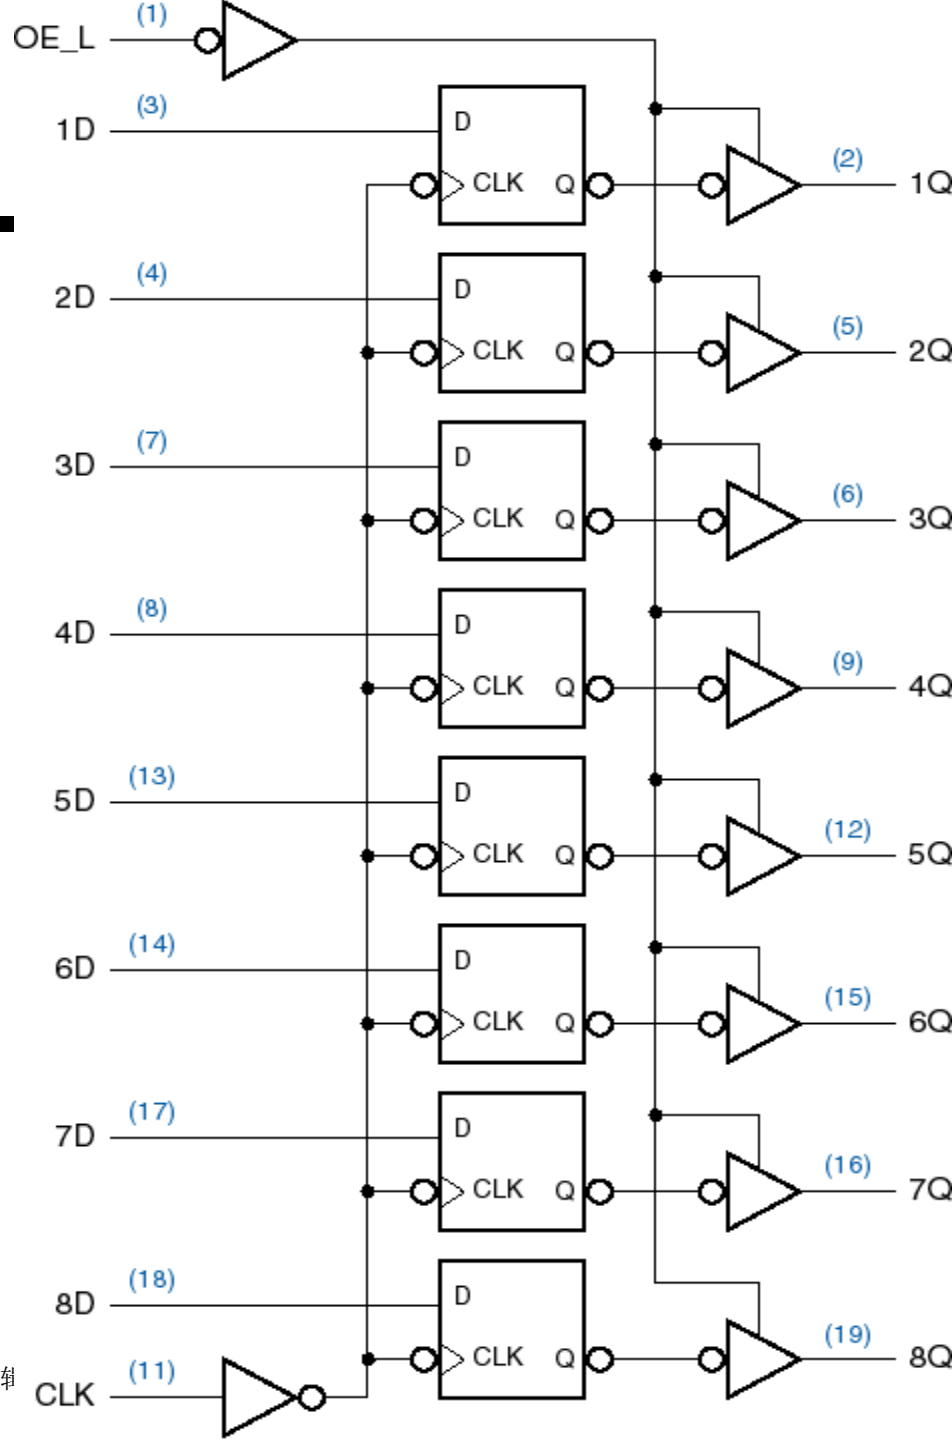 (1)
OE_L
(3)
1D
D
CLK Q
(2)
1Q
(4)
2D
D
CLK Q
(5)
2Q
(7)
3D
D
CLK Q
(6)
3Q
(8)
4D
D
CLK Q
(9)
4Q
(13)
5D
D
CLK Q
(12)
5Q
(14)
6D
D
CLK Q
(15)
6Q
(17)
7D
D
CLK Q
(16)
7Q
(18)
8D
D
CLK Q
(19)
8Q
(11)
CLK